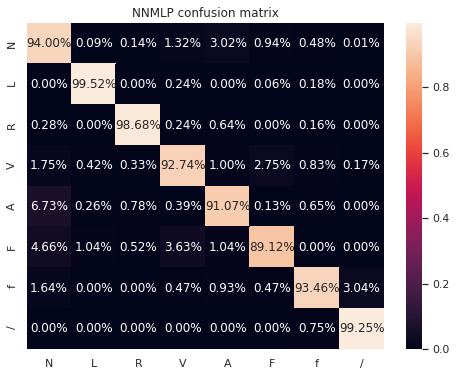 NNMLP confusion matrix
N 94.00% 0.09% 0.14% 1.32% 3.02% 0.94% 0.48% 0.01%
L 0.00% 99.52% 0.00% 0.24% 0.00% 0.06% 0.18% 0.00%
R 0.28% 0.00% 98.68% 0.24% 0.64% 0.00% 0.16% 0.00%
V 1.75% 0.42% 0.33% 92.74% 1.00% 2.75% 0.83% 0.17%
A 6.73% 0.26% 0.78% 0.39% 91.07% 0.13% 0.65% 0.00%
F 4.66% 1.04% 0.52% 3.63% 1.04% 89.12% 0.00% 0.00%
f 1.64% 0.00% 0.00% 0.47% 0.93% 0.47% 93.46% 3.04%
/ 0.00% 0.00% 0.00% 0.00% 0.00% 0.00% 0.75% 99.25%
N L R V A F f /
0.8
0.6
0.4
0.2
0.0